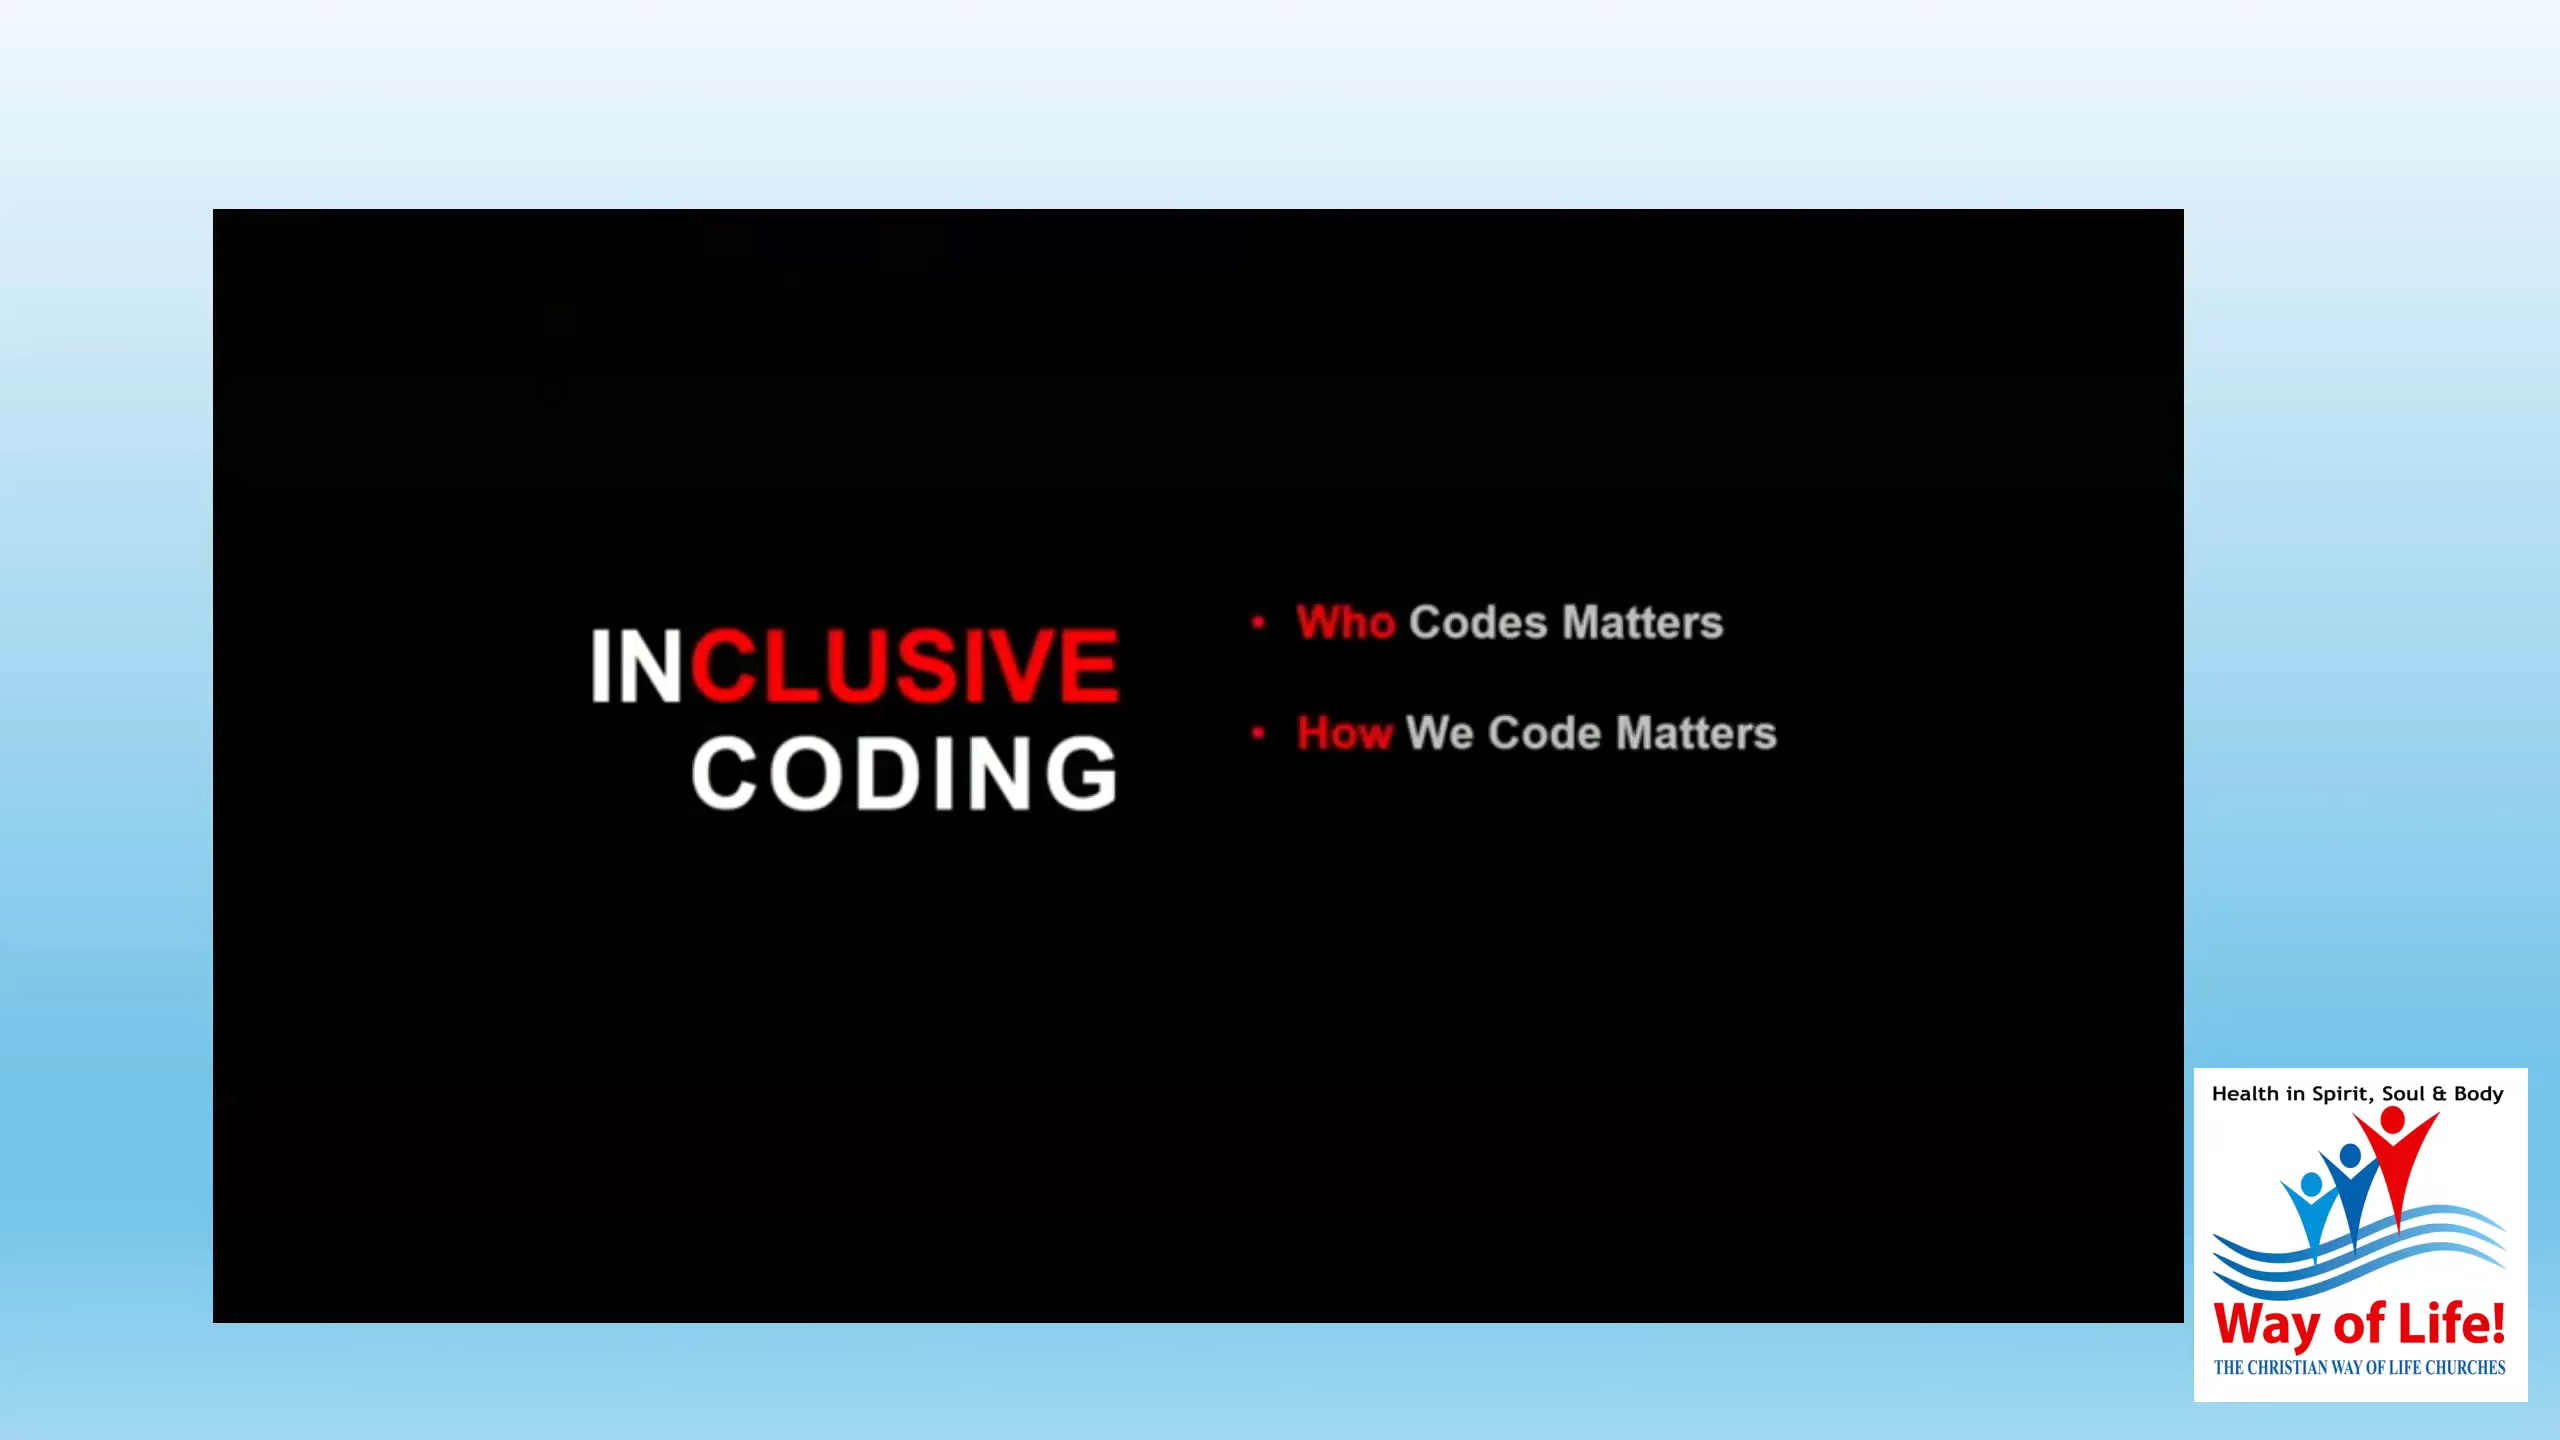 INCLUSIVE
CODING
• Who Codes Matters
• How We Code Matters
Health in Spirit, Soul & Body
Way of Life!
THE CHRISTIAN WAY OF LIFE CHURCHES